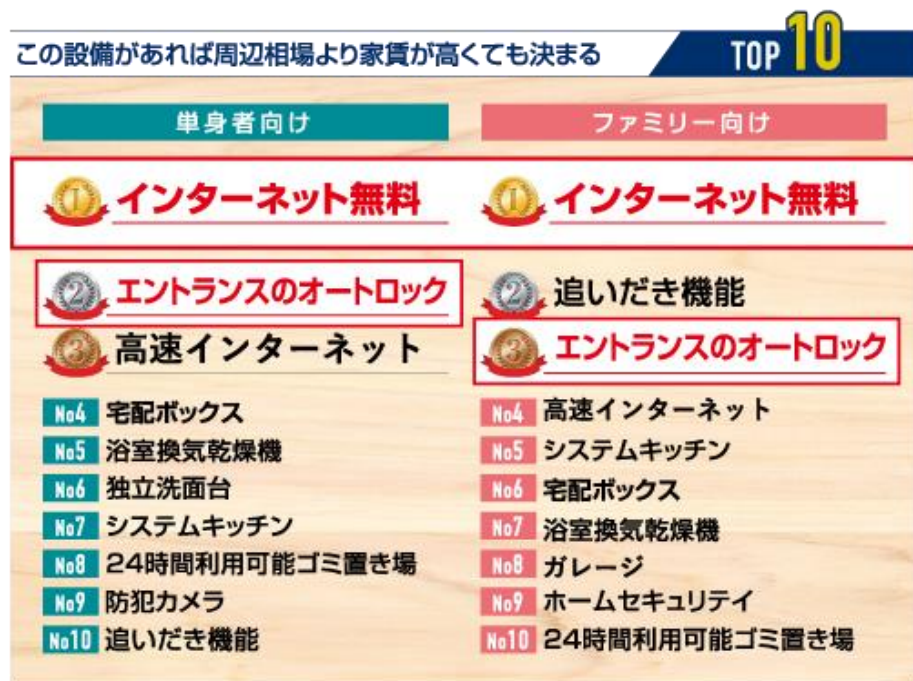 この設備があれば周辺相場より家賃が高くても決まる TOP10
単身者向け
① インターネット無料
② エントランスのオートロック
③ 高速インターネット
No4 宅配ボックス
No5 浴室換気乾燥機
No6 独立洗面台
No7 システムキッチン
No8 24時間利用可能ゴミ置き場
No9 防犯カメラ
No10 追いだき機能
ファミリー向け
① インターネット無料
② 追いだき機能
③ エントランスのオートロック
No4 高速インターネット
No5 システムキッチン
No6 宅配ボックス
No7 浴室換気乾燥機
No8 ガレージ
No9 ホームセキュリテイ
No10 24時間利用可能ゴミ置き場